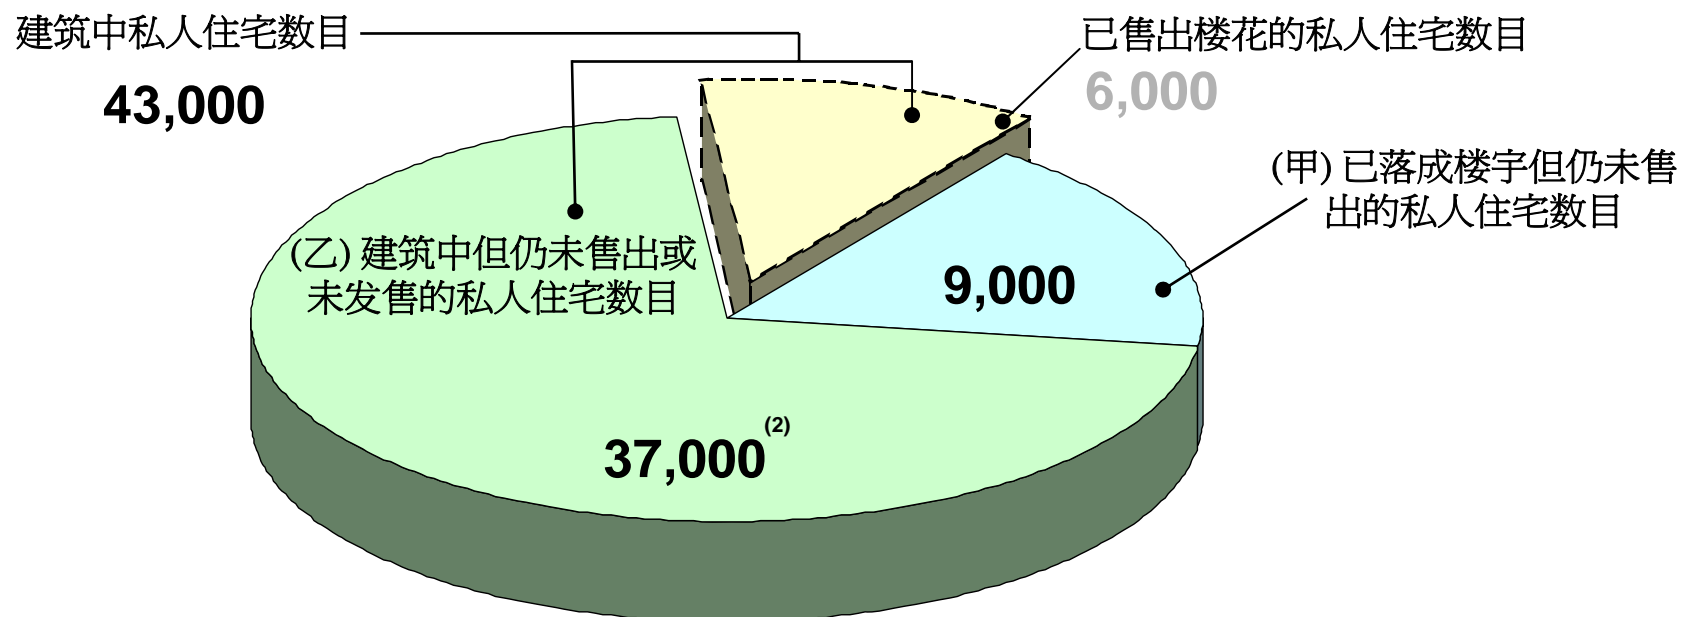 建筑中私人住宅数目
43,000
已售出楼花的私人住宅数目
6,000
(甲) 已落成楼宇但仍未售
出的私人住宅数目
9,000
(乙) 建筑中但仍未售出或
未发售的私人住宅数目
37,000(2)